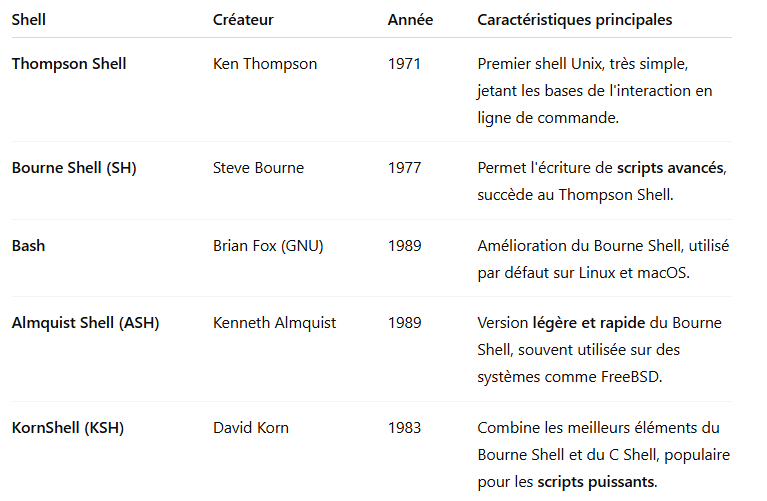 Shell Créateur Année Caractéristiques principales
Thompson Shell Ken Thompson 1971 Premier shell Unix, très simple,
jetant les bases de l'interaction en
ligne de commande.
Bourne Shell (SH) Steve Bourne 1977 Permet l'écriture de scripts avancés,
succède au Thompson Shell.
Bash Brian Fox (GNU) 1989 Amélioration du Bourne Shell, utilisé
par défaut sur Linux et macOS.
Almquist Shell (ASH) Kenneth Almquist 1989 Version légère et rapide du Bourne
Shell, souvent utilisée sur des
systèmes comme FreeBSD.
KornShell (KSH) David Korn 1983 Combine les meilleurs éléments du
Bourne Shell et du C Shell, populaire
pour les scripts puissants.